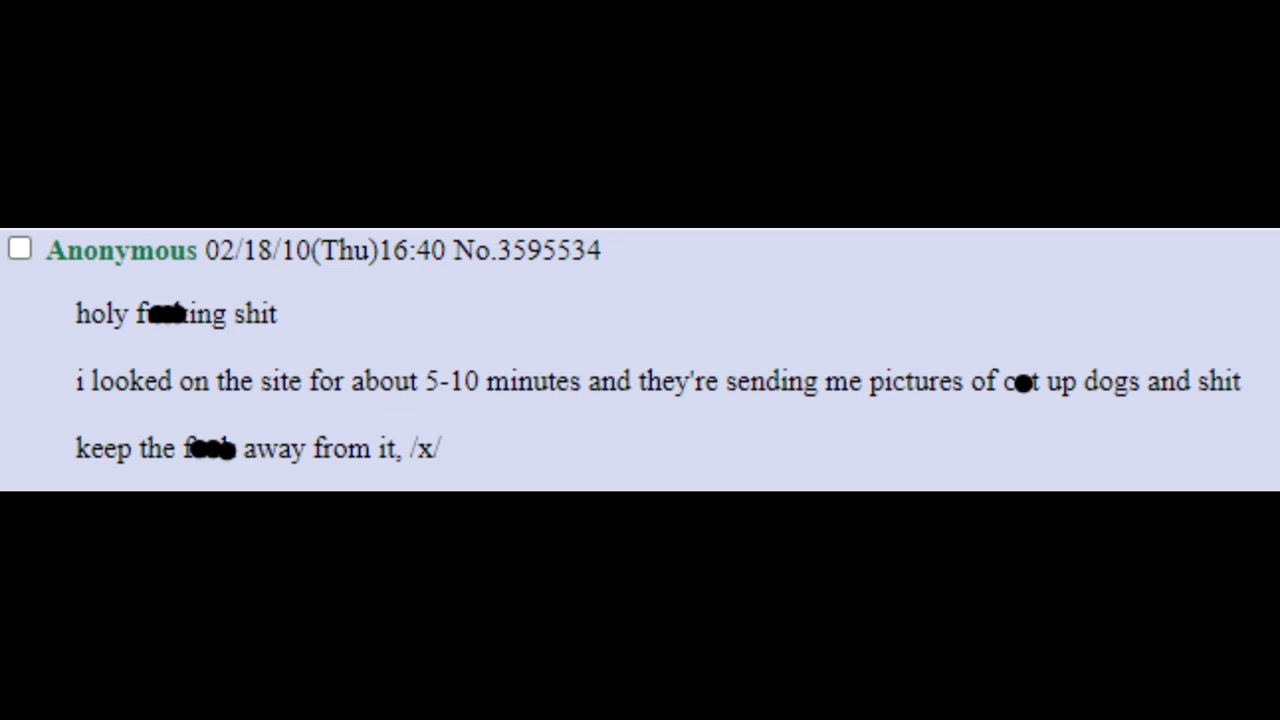 Anonymous 02/18/10(Thu)16:40 No.3595534
holy shit
i looked on the site for about 5-10 minutes and they're sending me pictures of up dogs and shit
keep the away from it, /x/